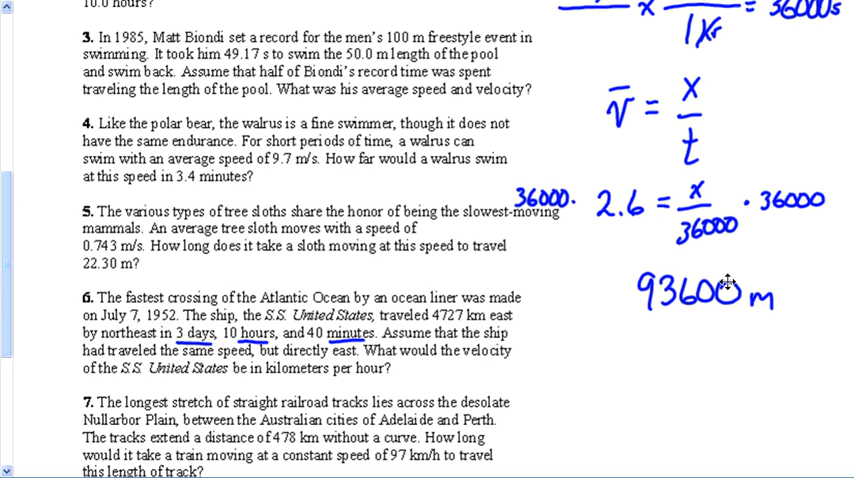 10.0 hours?
3. In 1985, Matt Biondi set a record for the men's 100 m freestyle event in
swimming. It took him 49.17 s to swim the 50.0 m length of the pool
and swim back. Assume that half of Biondi's record time was spent
traveling the length of the pool. What was his average speed and velocity?
4. Like the polar bear, the walrus is a fine swimmer, though it does not
have the same endurance. For short periods of time, a walrus can
swim with an average speed of 9.7 m/s. How far would a walrus swim
at this speed in 3.4 minutes?
5. The various types of tree sloths share the honor of being the slowest-moving
mammals. An average tree sloth moves with a speed of
0.743 m/s. How long does it take a sloth moving at this speed to travel
22.30 m?
6. The fastest crossing of the Atlantic Ocean by an ocean liner was made
on July 7, 1952. The ship, the S.S. United States, traveled 4727 km east
by northeast in 3 days, 10 hours, and 40 minutes. Assume that the ship
had traveled the same speed, but directly east. What would the velocity
of the S.S. United States be in kilometers per hour?
7. The longest stretch of straight railroad tracks lies across the desolate
Nullarbor Plain, between the Australian cities of Adelaide and Perth.
The tracks extend a distance of 478 km without a curve. How long
would it take a train moving at a constant speed of 97 km/h to travel
this length of track?
x = 36000s
1 hr
v̄ = x
t
36000 · 2.6 = x · 36000
36000
93600 m